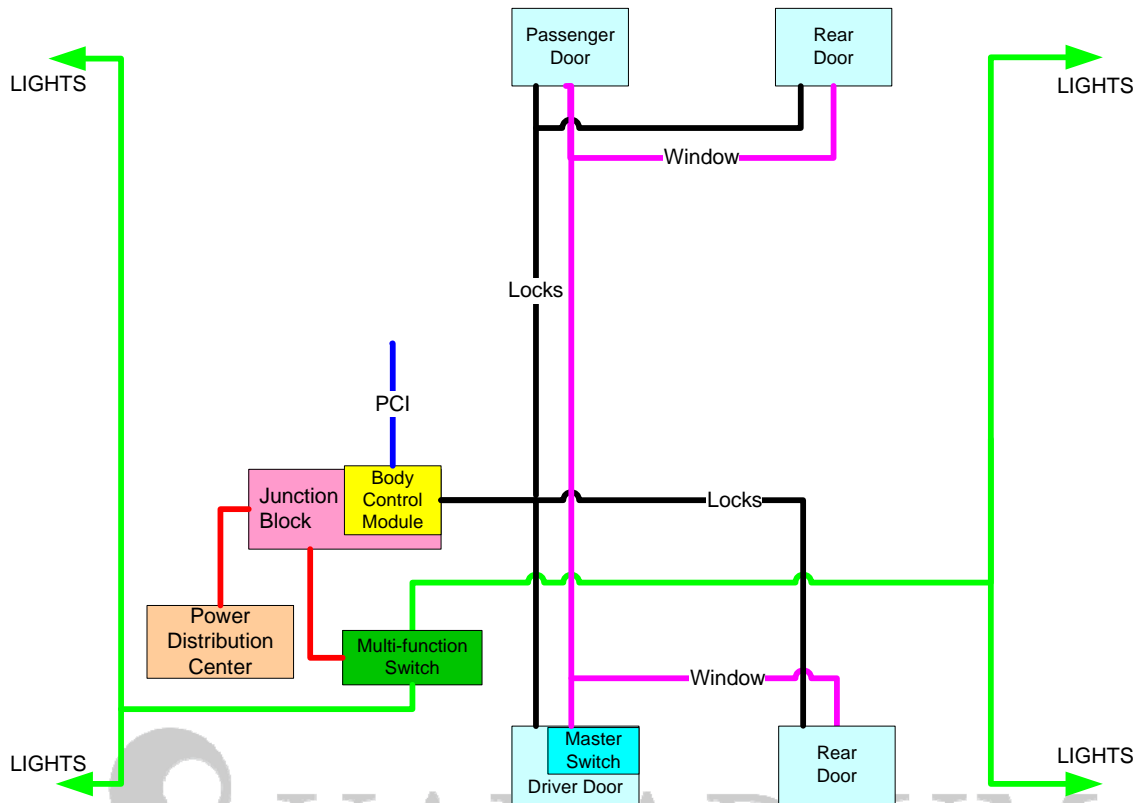 Passenger
Door
Rear
Door
LIGHTS
LIGHTS
Window
Locks
PCI
Junction
Block
Body
Control
Module
Locks
Power
Distribution
Center
Multi-function
Switch
Window
LIGHTS
Master
Switch
Driver Door
Rear
Door
LIGHTS